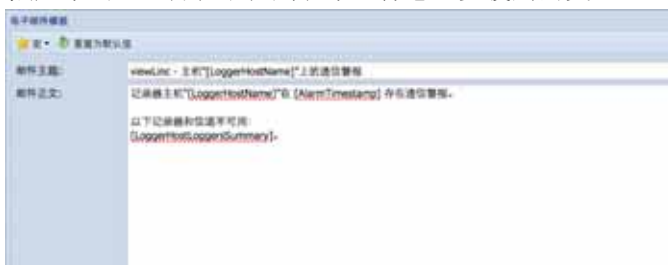 电子邮件模板
宏 重置为默认值
邮件主题: viewLinc - 主机"[LoggerHostName]"上的通信警报
邮件正文: 记录器主机"[LoggerHostName]"在 [AlarmTimestamp] 存在通信警报。
以下记录器和信道不可用:
[LoggerHostLoggersSummary]。